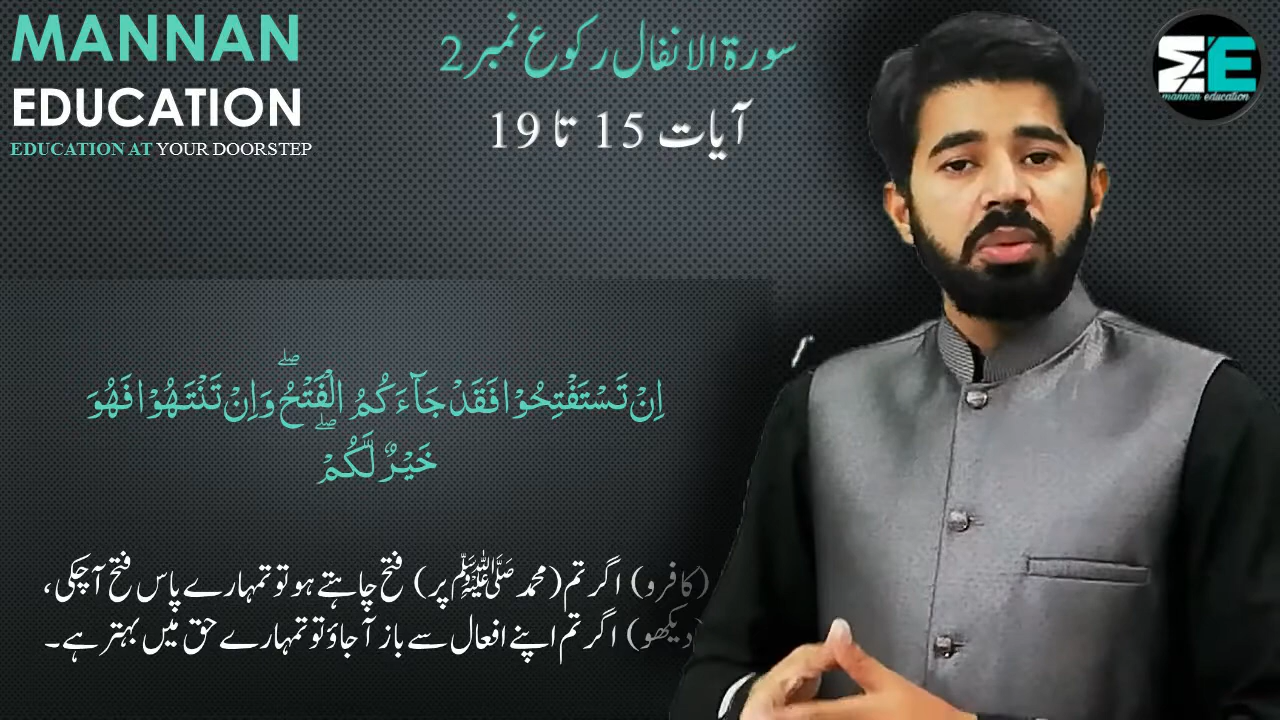 MANNAN
EDUCATION
EDUCATION AT YOUR DOORSTEP
سورۃ الانفال رکوع نمبر 2
آیات 15 تا 19
mannan education
اِنْ تَسْتَفْتِحُوْا فَقَدْ جَآءَكُمُ الْفَتْحُ ۖ وَاِنْ تَنْتَهُوْا فَهُوَ
خَيْرٌ لَّكُمْ ۖ
(کافرو) اگر تم (محمد ﷺ پر) فتح چاہتے ہو تو تمہارے پاس فتح آچکی،
(دیکھو) اگر تم اپنے افعال سے باز آجاؤ تو تمہارے حق میں بہتر ہے۔